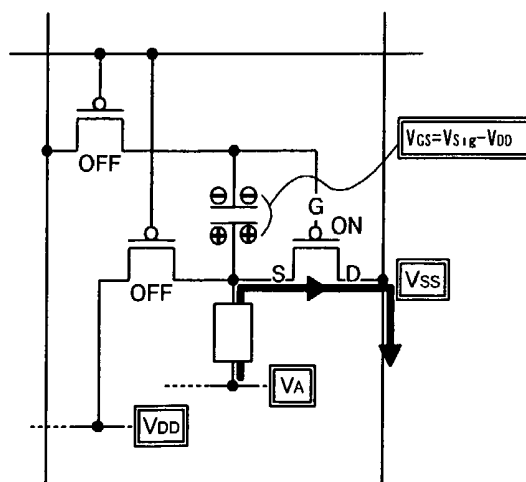 OFF
VGS=VSig-VDD
⊖ ⊖
G
⊕ ⊕
ON
OFF
S
D
VSS
VA
VDD